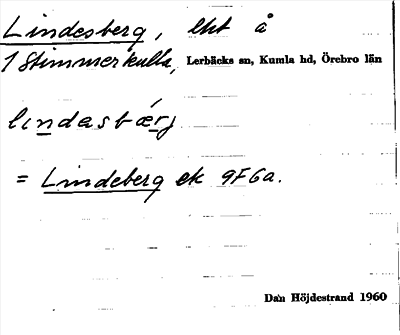 Lindesberg, lht å
1 Stimmerkulla, Lerbäcks sn, Kumla hd, Örebro län
lindasbærj
= Lindeberg ek 9F6a.
Dan Höjdestrand 1960